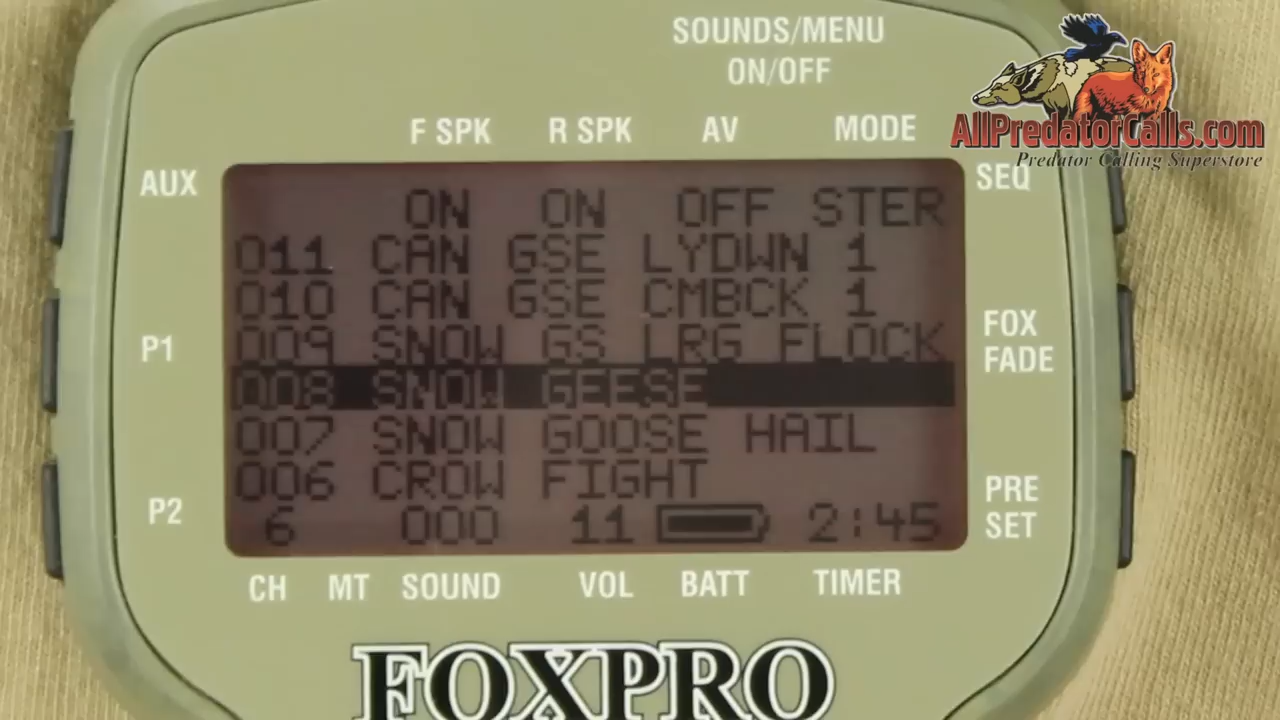 SOUNDS/MENU
ON/OFF
AllPredatorCalls.com
Predator Calling Superstore
F SPK R SPK AV MODE
AUX
SEQ
ON ON OFF STER
011 CAN GSE LYDWN 1
010 CAN GSE CMBCK 1
009 SNOW GS LRG FLOCK
008 SNOW GEESE
007 SNOW GOOSE HAIL
006 CROW FIGHT
6 000 11 2:45
P1
FOX
FADE
P2
PRE
SET
CH MT SOUND VOL BATT TIMER
FOXPRO